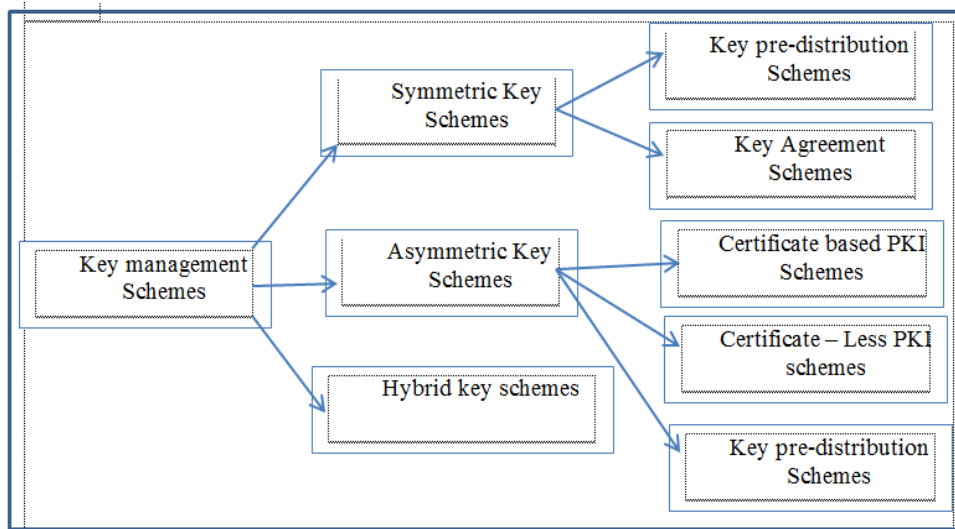 Key pre-distribution
Schemes
Symmetric Key
Schemes
Key Agreement
Schemes
Key management
Schemes
Asymmetric Key
Schemes
Certificate based PKI
Schemes
Certificate – Less PKI
schemes
Hybrid key schemes
Key pre-distribution
Schemes